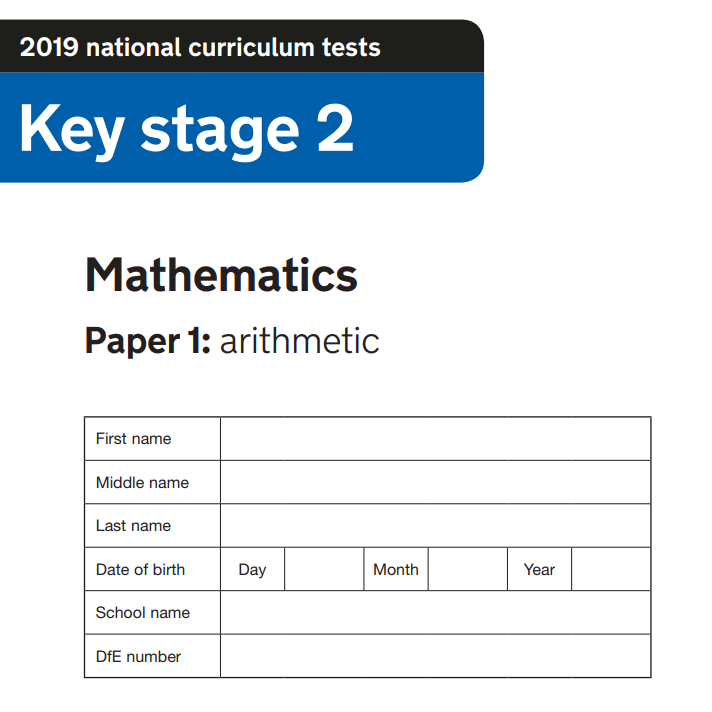 2019 national curriculum tests
Key stage 2
Mathematics
Paper 1: arithmetic
First name
Middle name
Last name
Date of birth Day Month Year
School name
DfE number